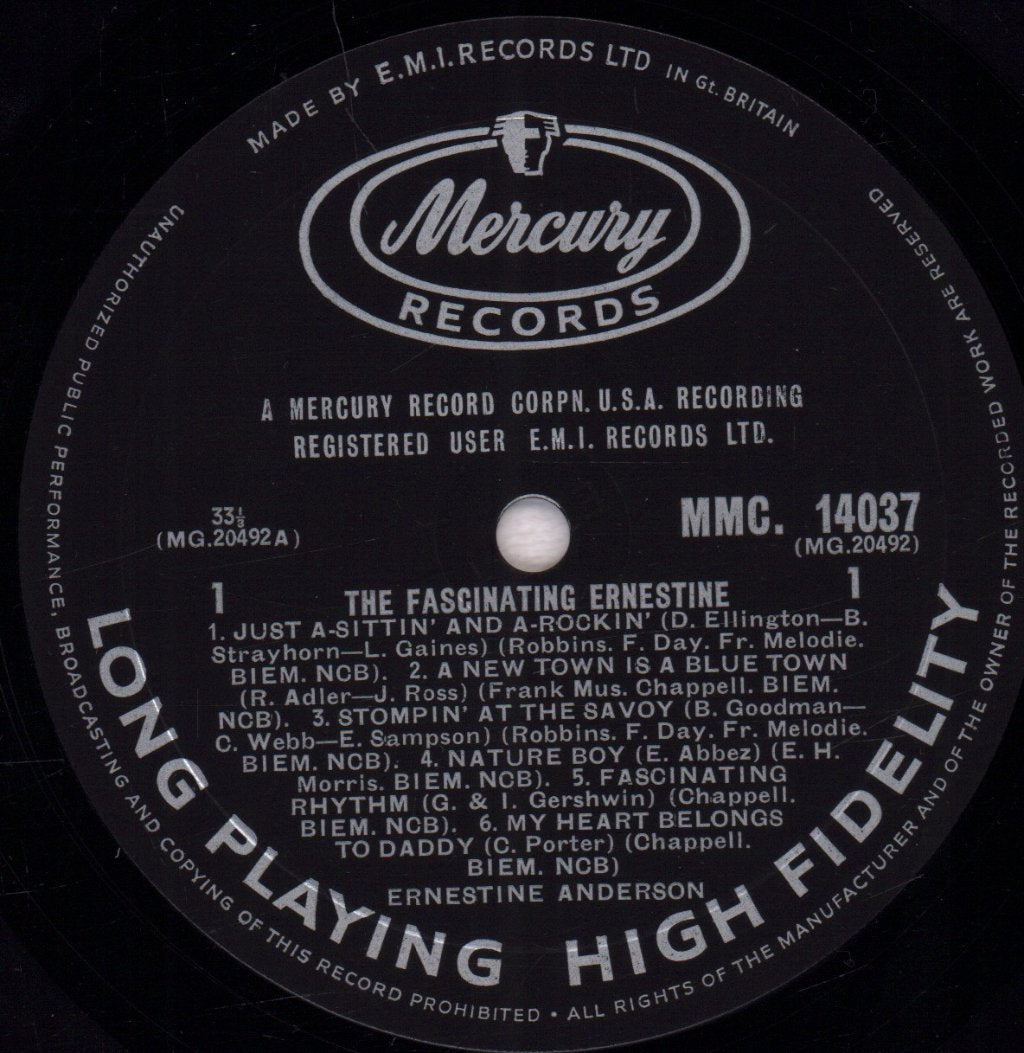 MADE BY E.M.I. RECORDS LTD IN Gt. BRITAIN
Mercury
RECORDS
A MERCURY RECORD CORPN. U.S.A. RECORDING
REGISTERED USER E.M.I. RECORDS LTD.
33⅓
(MG.20492A)
MMC. 14037
(MG.20492)
1
1
THE FASCINATING ERNESTINE
1. JUST A-SITTIN' AND A-ROCKIN' (D. Ellington—B.
Strayhorn—L. Gaines) (Robbins. F. Day. Fr. Melodie.
BIEM. NCB). 2. A NEW TOWN IS A BLUE TOWN
(R. Adler—J. Ross) (Frank Mus. Chappell. BIEM.
NCB). 3. STOMPIN' AT THE SAVOY (B. Goodman—
C. Webb—E. Sampson) (Robbins. F. Day. Fr. Melodie.
BIEM. NCB). 4. NATURE BOY (E. Abbez) (E. H.
Morris. BIEM. NCB). 5. FASCINATING
RHYTHM (G. & I. Gershwin) (Chappell.
BIEM. NCB). 6. MY HEART BELONGS
TO DADDY (C. Porter) (Chappell.
BIEM. NCB)
ERNESTINE ANDERSON
LONG PLAYING HIGH FIDELITY
UNAUTHORIZED PUBLIC PERFORMANCE, BROADCASTING AND COPYING OF THIS RECORD PROHIBITED • ALL RIGHTS OF THE MANUFACTURER AND OF THE OWNER OF THE RECORDED WORK ARE RESERVED